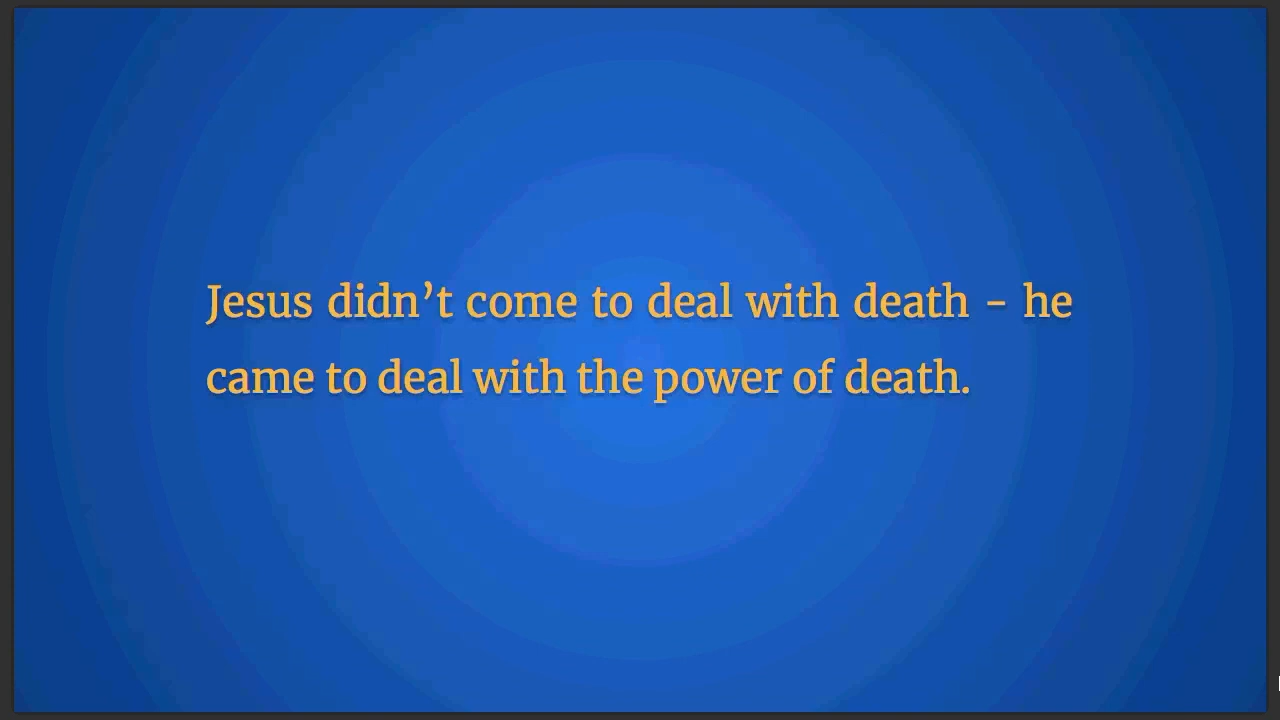 Jesus didn’t come to deal with death - he
came to deal with the power of death.